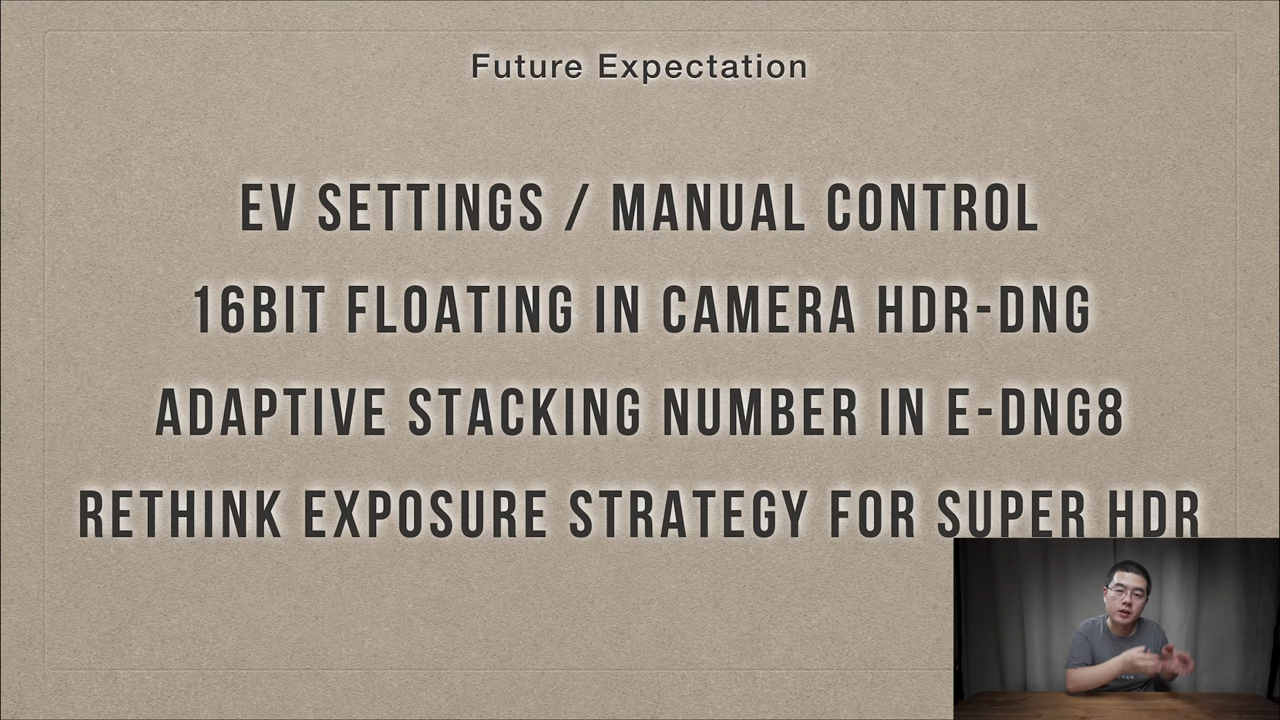 Future Expectation
EV SETTINGS / MANUAL CONTROL
16BIT FLOATING IN CAMERA HDR-DNG
ADAPTIVE STACKING NUMBER IN E-DNG8
RETHINK EXPOSURE STRATEGY FOR SUPER HDR